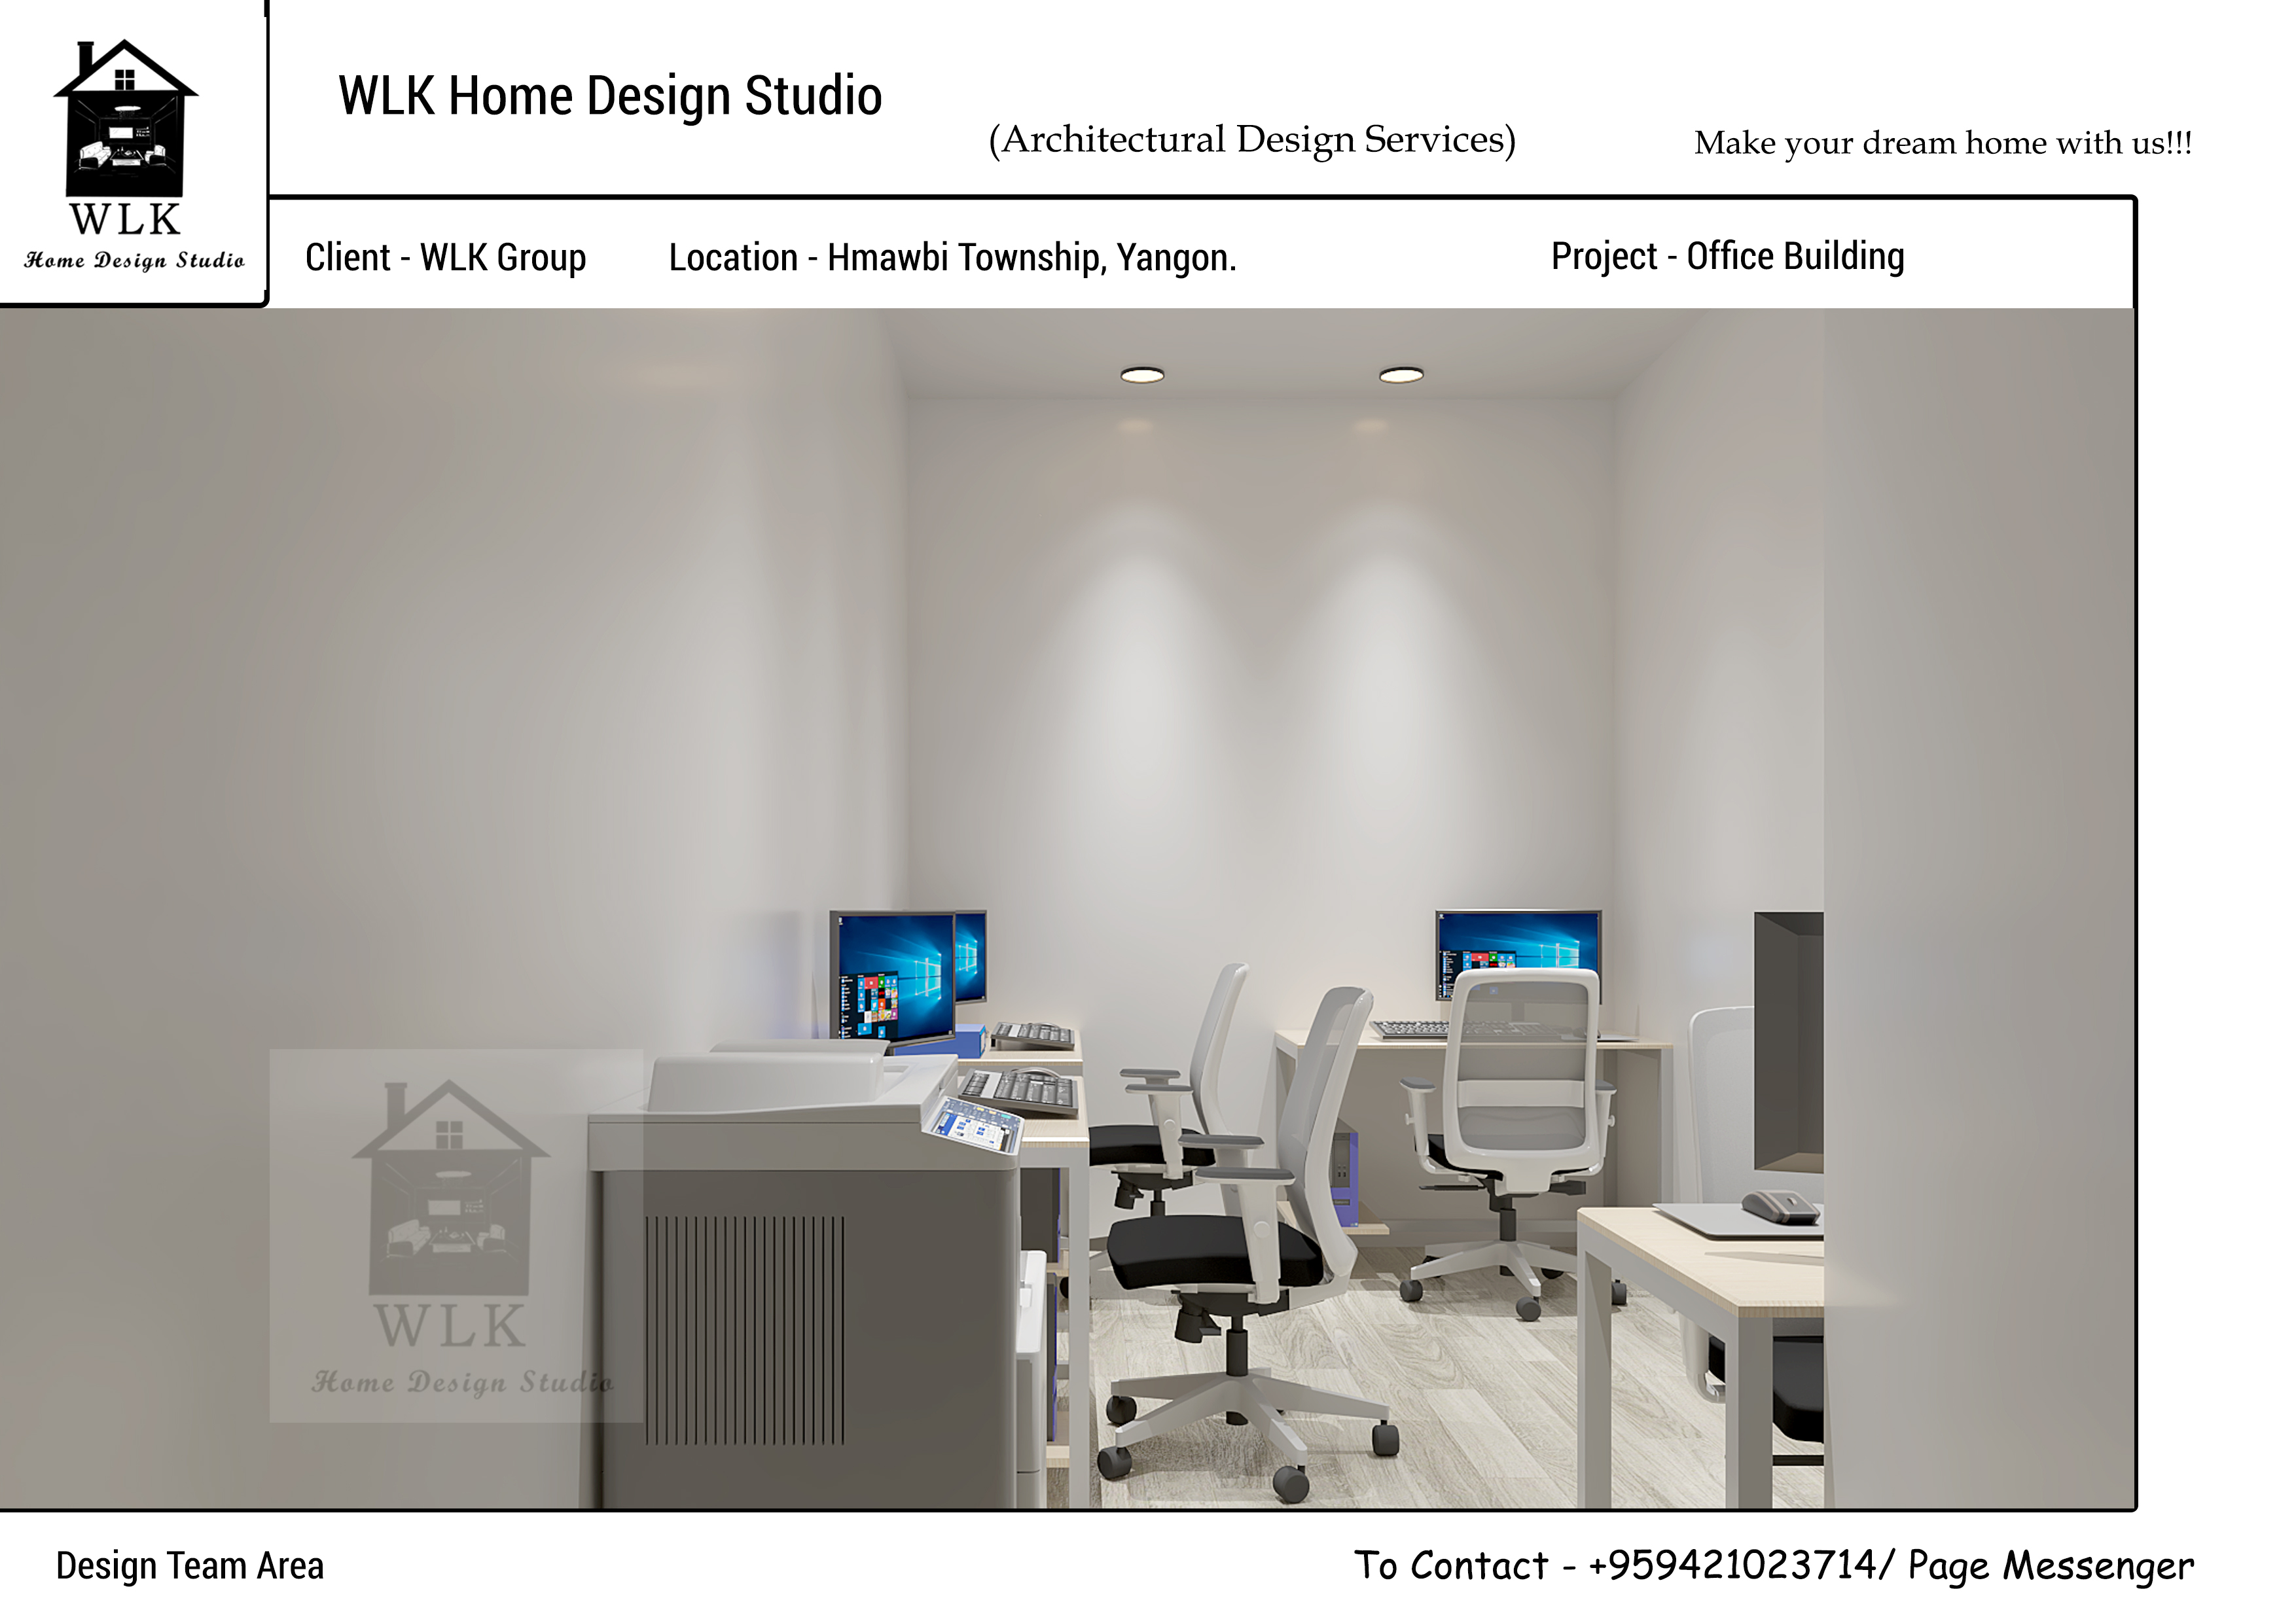 WLK Home Design Studio
(Architectural Design Services)
Make your dream home with us!!!
WLK
Home Design Studio
Client - WLK Group
Location - Hmawbi Township, Yangon.
Project - Office Building
WLK
Home Design Studio
Design Team Area
To Contact - +959421023714/ Page Messenger